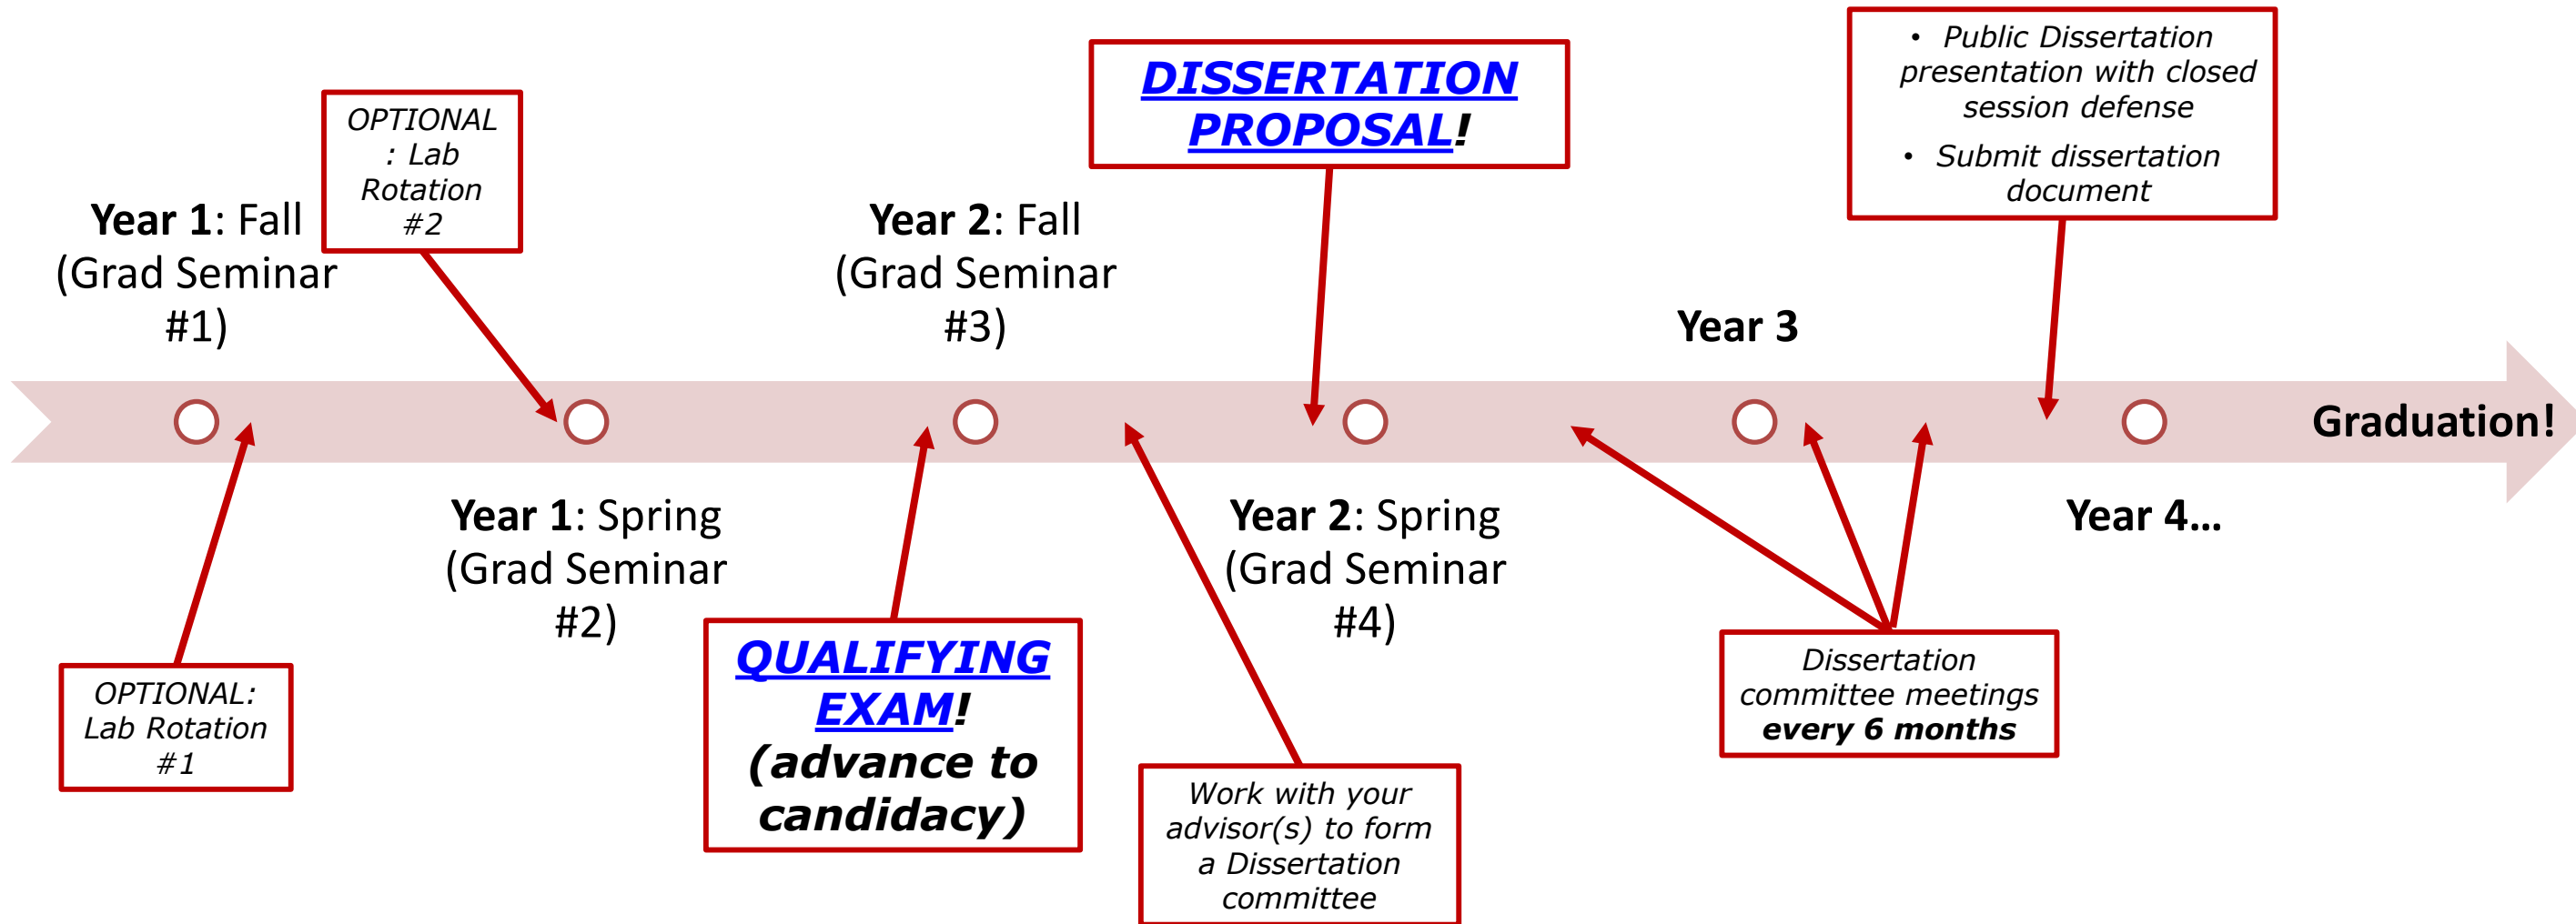 Year 1: Fall
(Grad Seminar
#1)
OPTIONAL
: Lab
Rotation
#2
Year 2: Fall
(Grad Seminar
#3)
DISSERTATION
PROPOSAL!
Year 3
• Public Dissertation
presentation with closed
session defense
• Submit dissertation
document
Graduation!
OPTIONAL:
Lab Rotation
#1
Year 1: Spring
(Grad Seminar
#2)
QUALIFYING
EXAM!
(advance to
candidacy)
Work with your
advisor(s) to form
a Dissertation
committee
Year 2: Spring
(Grad Seminar
#4)
Dissertation
committee meetings
every 6 months
Year 4...